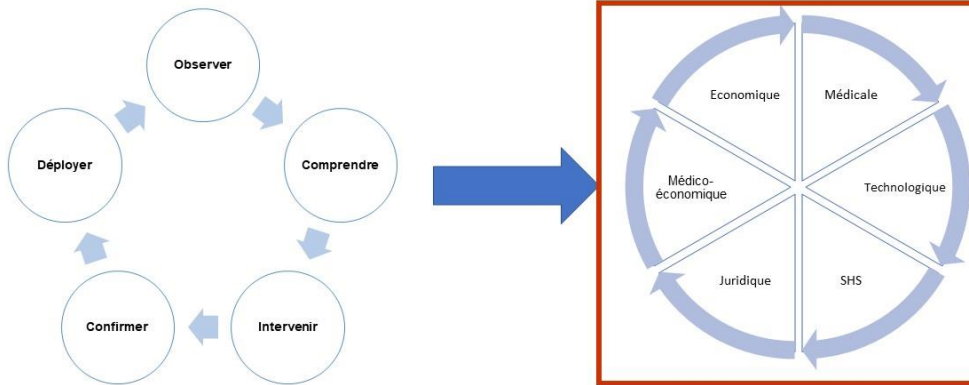 Observer
Comprendre
Intervenir
Confirmer
Déployer
Economique
Médicale
Technologique
SHS
Juridique
Médico-
économique